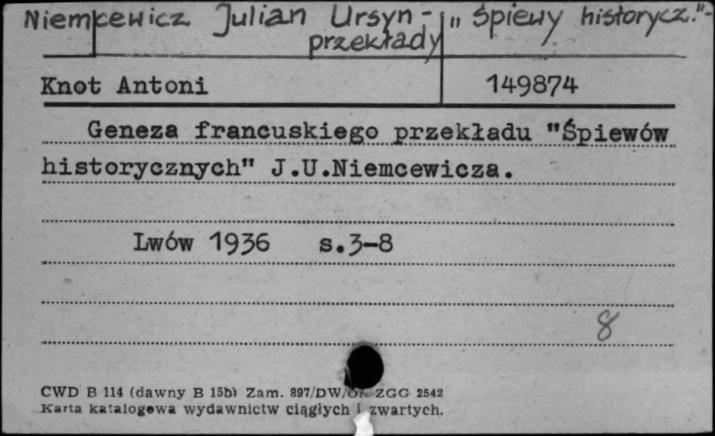 Niemcewicz Julian Ursyn - „Śpiewy historycz."-
przekłady
Knot Antoni 149874
Geneza francuskiego przekładu "Śpiewów
historycznych" J.U.Niemcewicza.
Lwów 1936 s.3-8
8
CWD B 114 (dawny B 15b) Zam. 897/DW/ ZGG 2542
Karta katalogowa wydawnictw ciągłych i zwartych.